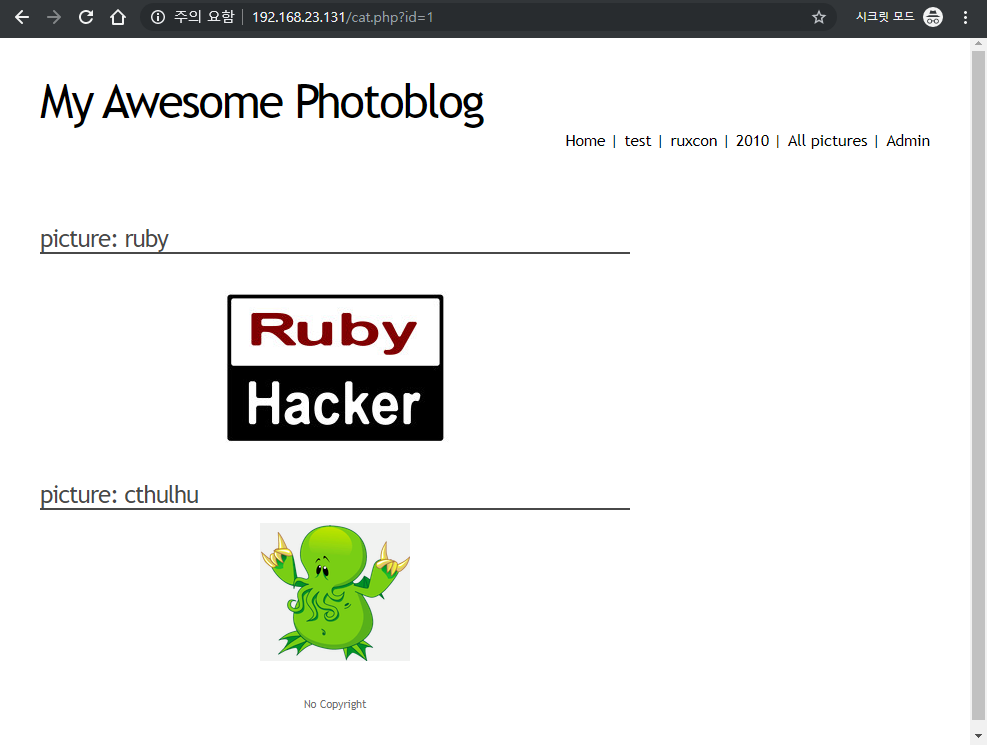 주의 요함 | 192.168.23.131/cat.php?id=1 시크릿 모드
My Awesome Photoblog
Home | test | ruxcon | 2010 | All pictures | Admin
picture: ruby
Ruby
Hacker
picture: cthulhu
No Copyright